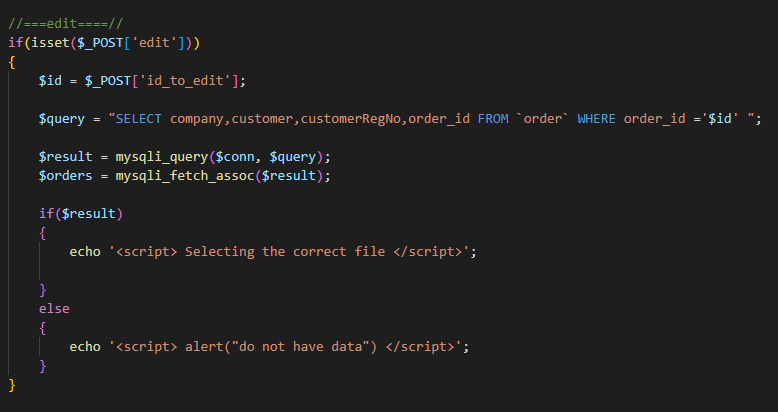 //===edit====//
if(isset($_POST['edit']))
{
$id = $_POST['id_to_edit'];
$query = "SELECT company,customer,customerRegNo,order_id FROM `order` WHERE order_id ='$id' ";
$result = mysqli_query($conn, $query);
$orders = mysqli_fetch_assoc($result);
if($result)
{
echo '<script> Selecting the correct file </script>';
}
else
{
echo '<script> alert("do not have data") </script>';
}
}